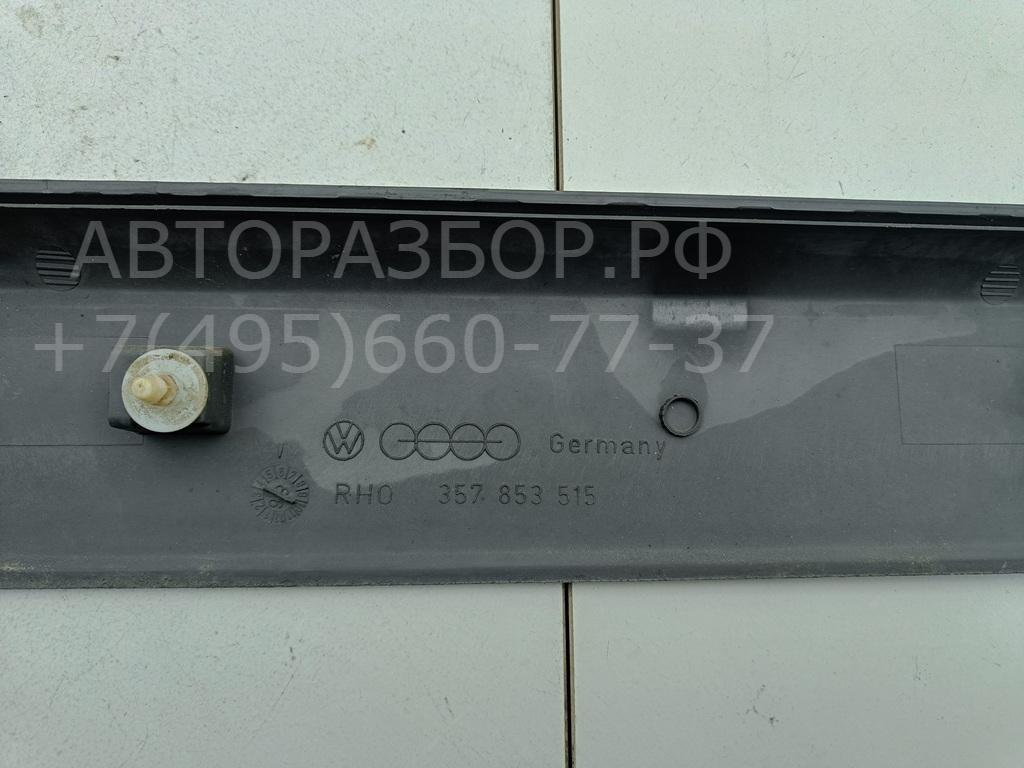 АВТОРАЗБОР.РФ
+7(495)660-77-37
Germany
RHO 357 853 515